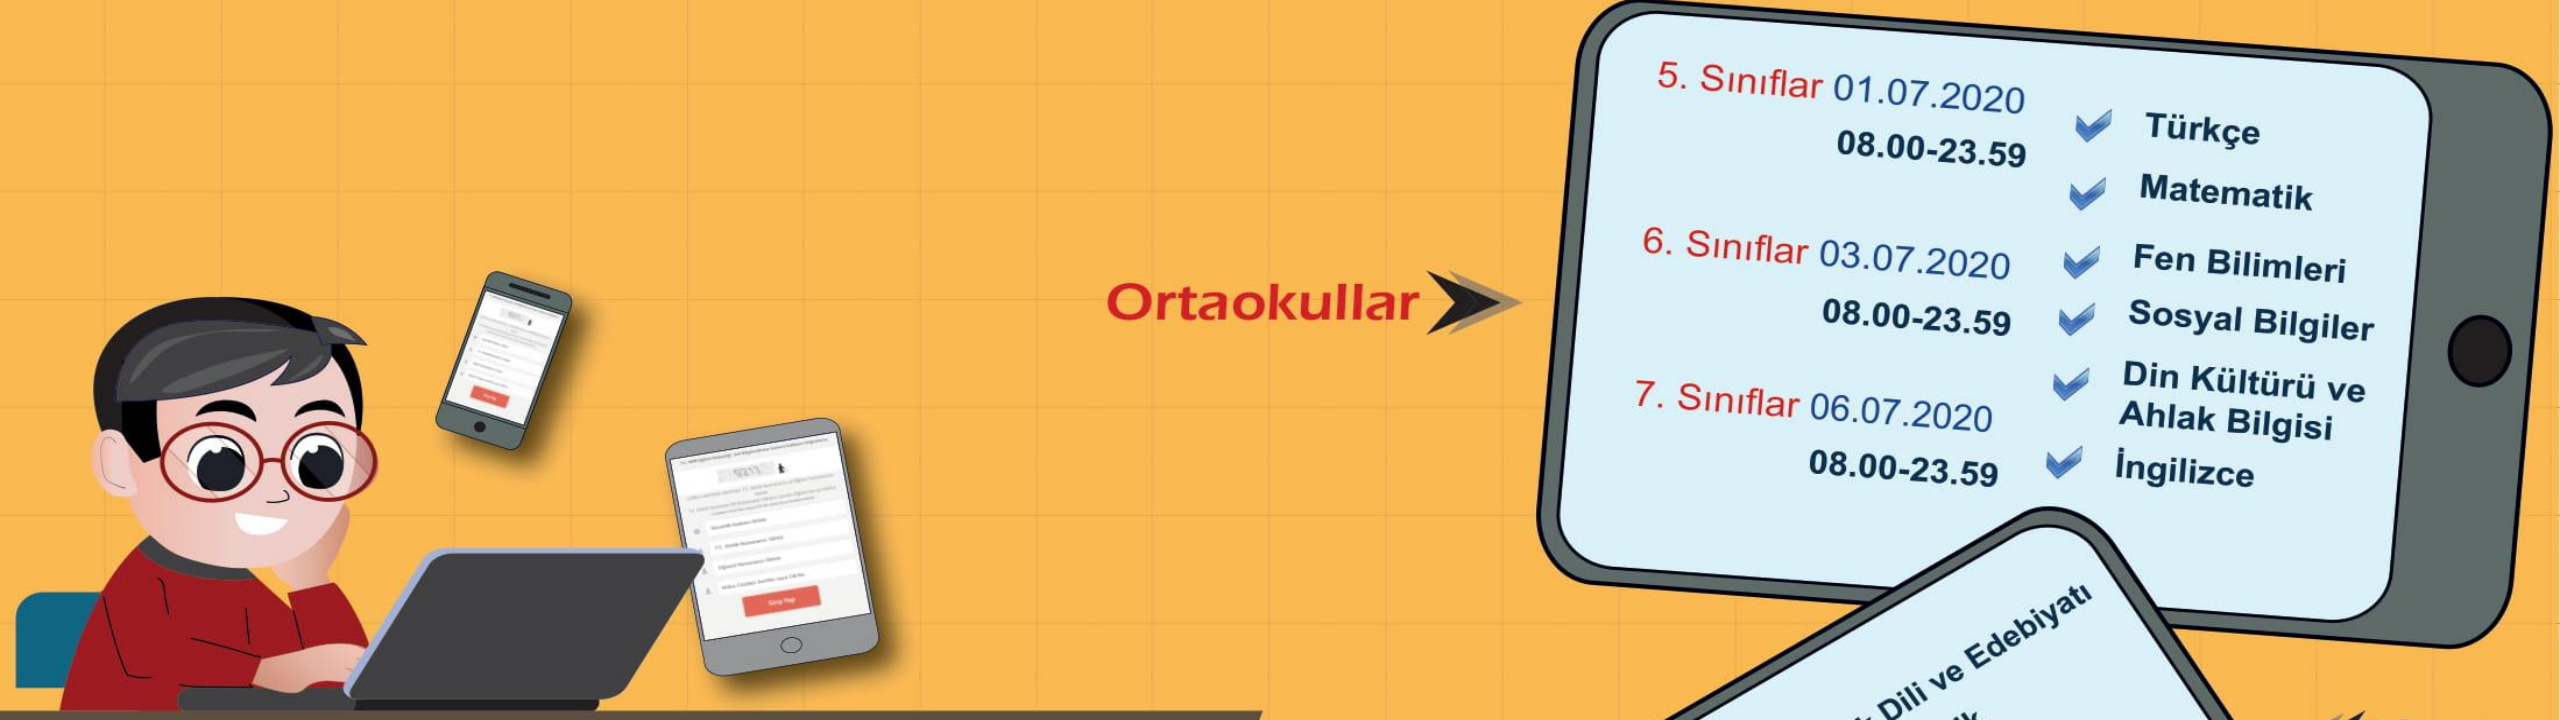 Ortaokullar
5. Sınıflar 01.07.2020
08.00-23.59
6. Sınıflar 03.07.2020
08.00-23.59
7. Sınıflar 06.07.2020
08.00-23.59
Türkçe
Matematik
Fen Bilimleri
Sosyal Bilgiler
Din Kültürü ve
Ahlak Bilgisi
İngilizce
Dili ve Edebiyatı
Giriş Yap